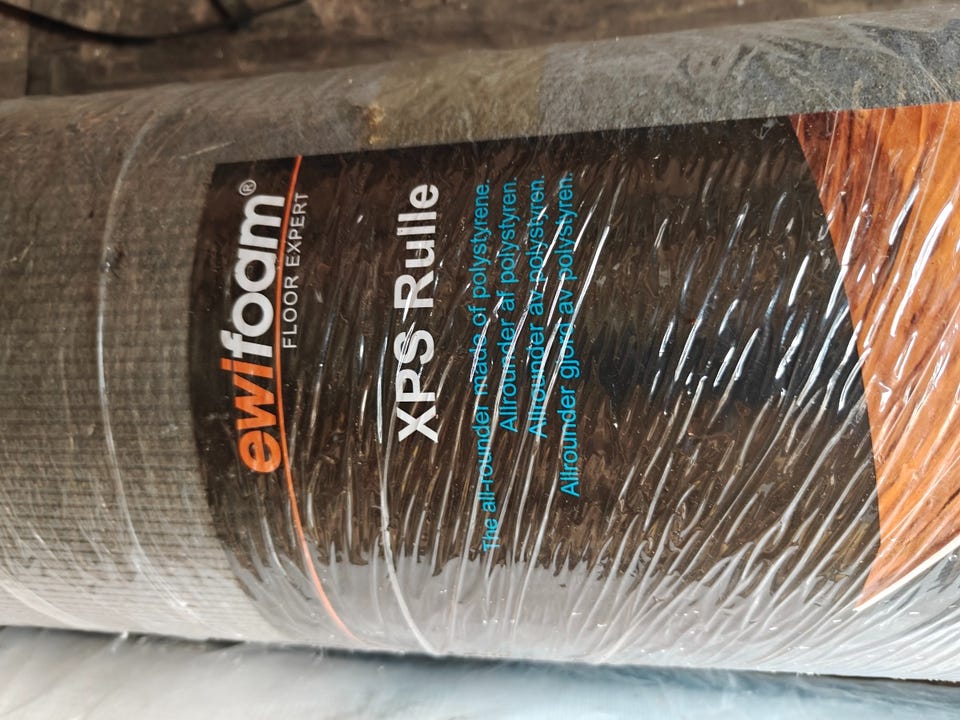 ewifoam®
FLOOR EXPERT
XPS Rulle
The all-rounder made of polystyrene.
Allrounder af polystyren.
Allrounder av polystyren.
Allrounder gjord av polystyren.